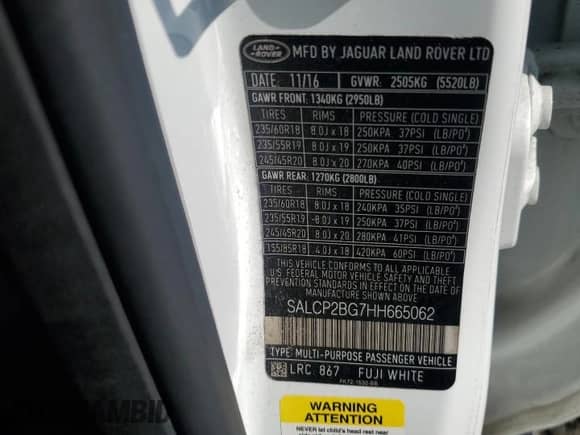 LAND ROVER
MFD BY JAGUAR LAND ROVER LTD
DATE 11/16 GVWR: 2505KG (5520LB)
GAWR FRONT: 1340KG (2950LB)
TIRES RIMS PRESSURE (COLD SINGLE)
235/60R18 8.0J x 18 250KPA 37PSI (LB/PO²)
235/55R19 8.0J x 19 250KPA 37PSI (LB/PO²)
245/45R20 8.0J x 20 270KPA 40PSI (LB/PO²)
GAWR REAR: 1270KG (2800LB)
TIRES RIMS PRESSURE (COLD SINGLE)
235/60R18 8.0J x 18 240KPA 35PSI (LB/PO²)
235/55R19 8.0J x 19 250KPA 37PSI (LB/PO²)
245/45R20 8.0J x 20 280KPA 41PSI (LB/PO²)
155/85R18 4.0J x 18 420KPA 60PSI (LB/PO²)
THIS VEHICLE CONFORMS TO ALL APPLICABLE
U.S. FEDERAL MOTOR VEHICLE SAFETY AND THEFT
PREVENTION STANDARDS IN EFFECT ON THE DATE
OF MANUFACTURE SHOWN ABOVE.
SALCP2BG7HH665062
TYPE: MULTI-PURPOSE PASSENGER VEHICLE
LRC. 867 FUJI WHITE
WARNING
NEVER let child's head rest near